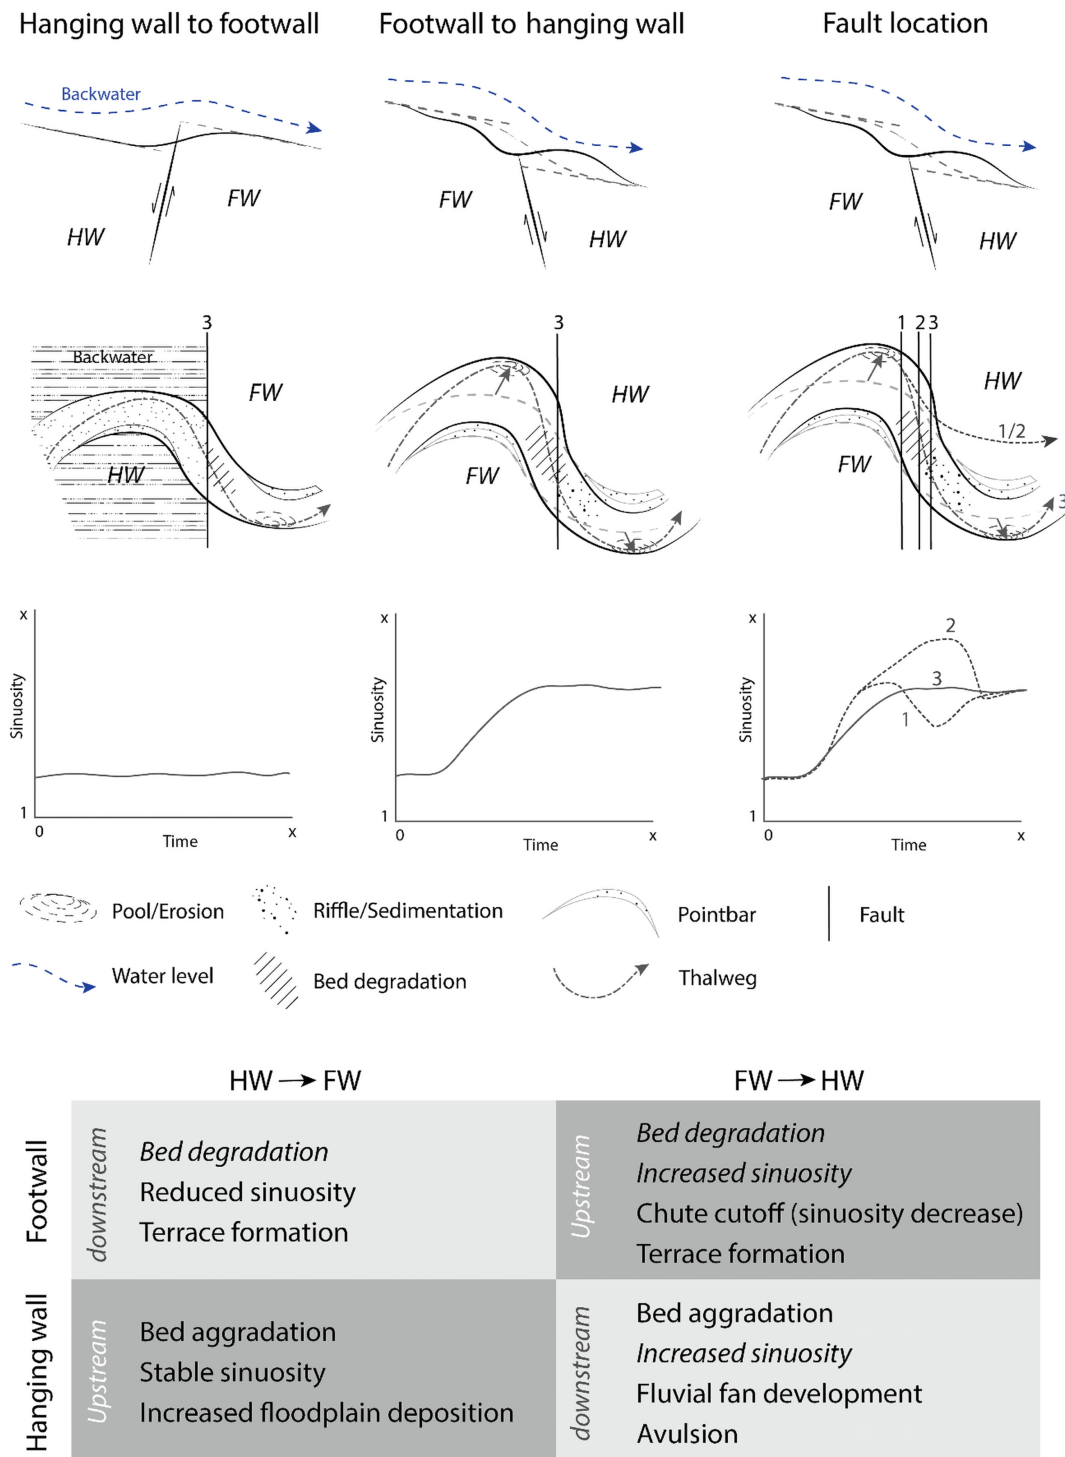 Hanging wall to footwall
Footwall to hanging wall
Fault location
Backwater
FW
HW
FW
HW
FW
HW
3
Backwater
FW
HW
3
HW
FW
1 2 3
HW
1/2
FW
3
x
Sinuosity
1
0
Time
x
x
Sinuosity
1
0
Time
x
x
Sinuosity
2
3
1
1
0
Time
x
Pool/Erosion
Riffle/Sedimentation
Pointbar
Fault
Water level
Bed degradation
Thalweg
HW → FW
FW → HW
Footwall
downstream
Bed degradation
Reduced sinuosity
Terrace formation
Upstream
Bed degradation
Increased sinuosity
Chute cutoff (sinuosity decrease)
Terrace formation
Hanging wall
Upstream
Bed aggradation
Stable sinuosity
Increased floodplain deposition
downstream
Bed aggradation
Increased sinuosity
Fluvial fan development
Avulsion